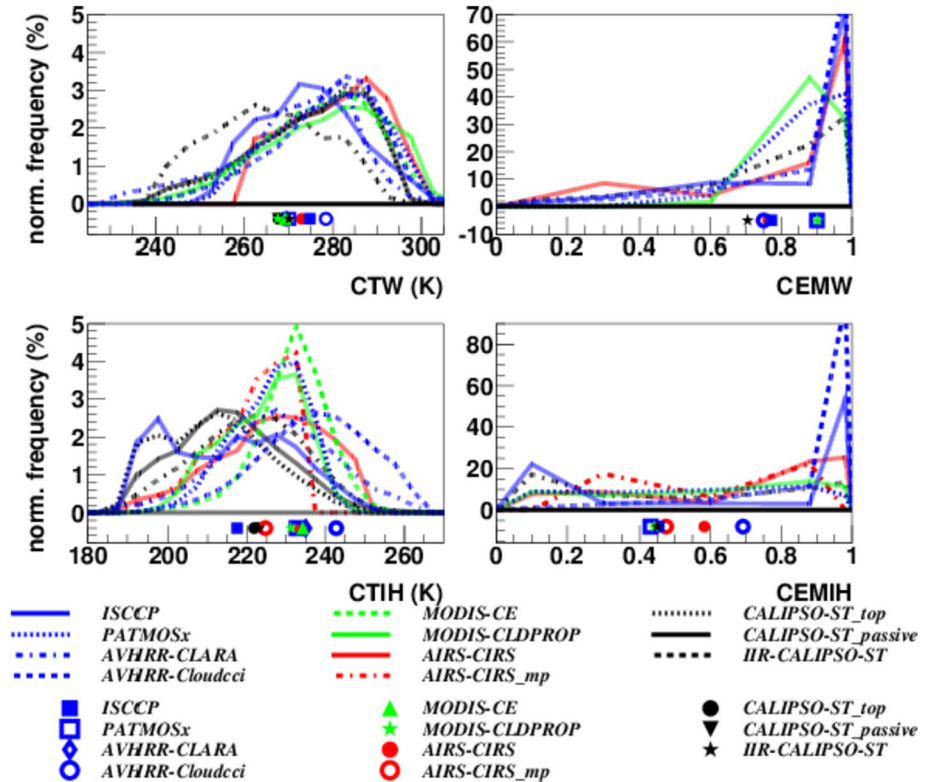 norm. frequency (%)
5
4
3
2
1
0
240 260 280 300
CTW (K)
70
60
50
40
30
20
10
0
-10
0 0.2 0.4 0.6 0.8 1
CEMW
norm. frequency (%)
5
4
3
2
1
0
180 200 220 240 260
CTIH (K)
80
60
40
20
0
0 0.2 0.4 0.6 0.8 1
CEMIH
ISCCP
PATMOSx
AVHRR-CLARA
AVHRR-Cloudcci
MODIS-CE
MODIS-CLDPROP
AIRS-CIRS
AIRS-CIRS_mp
CALIPSO-ST_top
CALIPSO-ST_passive
IIR-CALIPSO-ST
ISCCP
PATMOSx
AVHRR-CLARA
AVHRR-Cloudcci
MODIS-CE
MODIS-CLDPROP
AIRS-CIRS
AIRS-CIRS_mp
CALIPSO-ST_top
CALIPSO-ST_passive
IIR-CALIPSO-ST